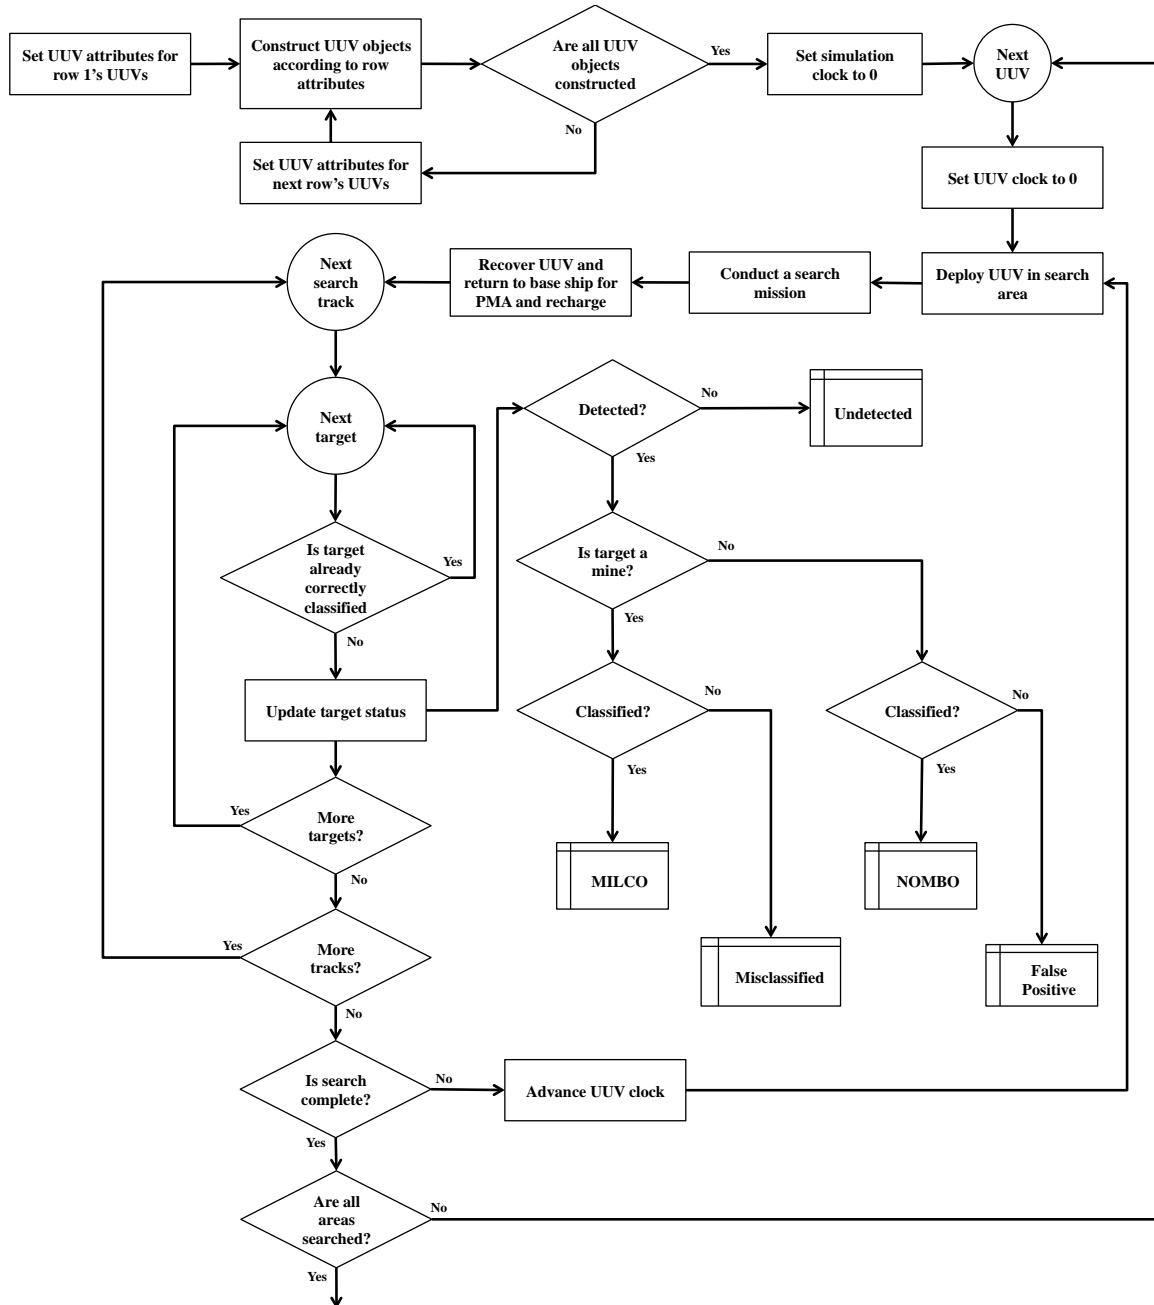 Set UUV attributes for
row 1's UUVs
Construct UUV objects
according to row
attributes
Are all UUV
objects
constructed
Yes
No
Set simulation
clock to 0
Next
UUV
Set UUV attributes for
next row's UUVs
Set UUV clock to 0
Next
search
track
Recover UUV and
return to base ship for
PMA and recharge
Conduct a search
mission
Deploy UUV in search
area
Next
target
Detected?
No
Yes
Undetected
Is target
already
correctly
classified
Yes
No
Is target a
mine?
No
Yes
Update target status
Classified?
No
Yes
Classified?
No
Yes
More
targets?
Yes
No
MILCO
NOMBO
More
tracks?
Yes
No
Misclassified
False
Positive
Is search
complete?
No
Yes
Advance UUV clock
Are all
areas
searched?
No
Yes